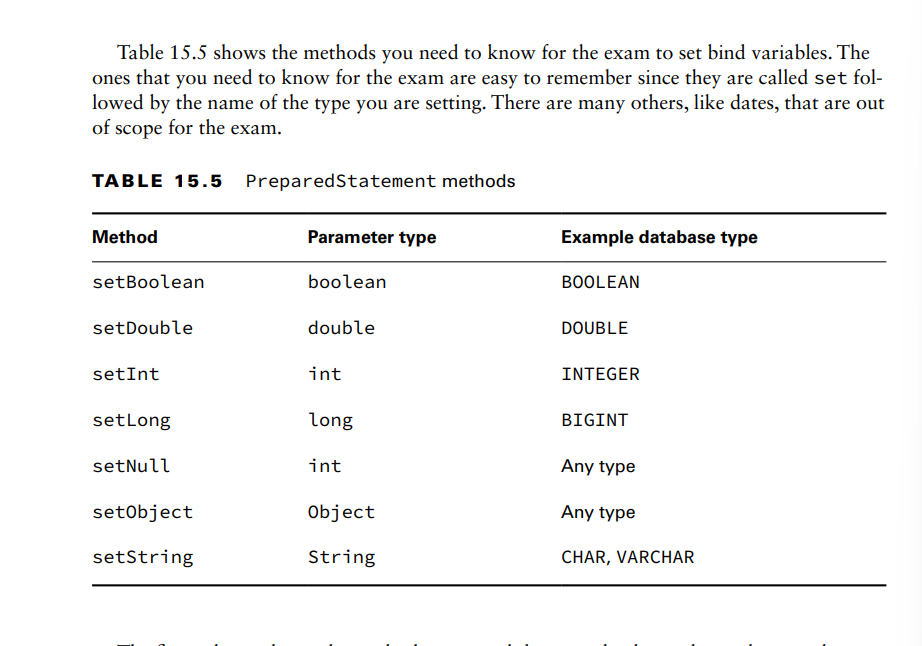 Table 15.5 shows the methods you need to know for the exam to set bind variables. The
ones that you need to know for the exam are easy to remember since they are called set fol-
lowed by the name of the type you are setting. There are many others, like dates, that are out
of scope for the exam.
TABLE 15.5 PreparedStatement methods
Method Parameter type Example database type
setBoolean boolean BOOLEAN
setDouble double DOUBLE
setInt int INTEGER
setLong long BIGINT
setNull int Any type
setObject Object Any type
setString String CHAR, VARCHAR